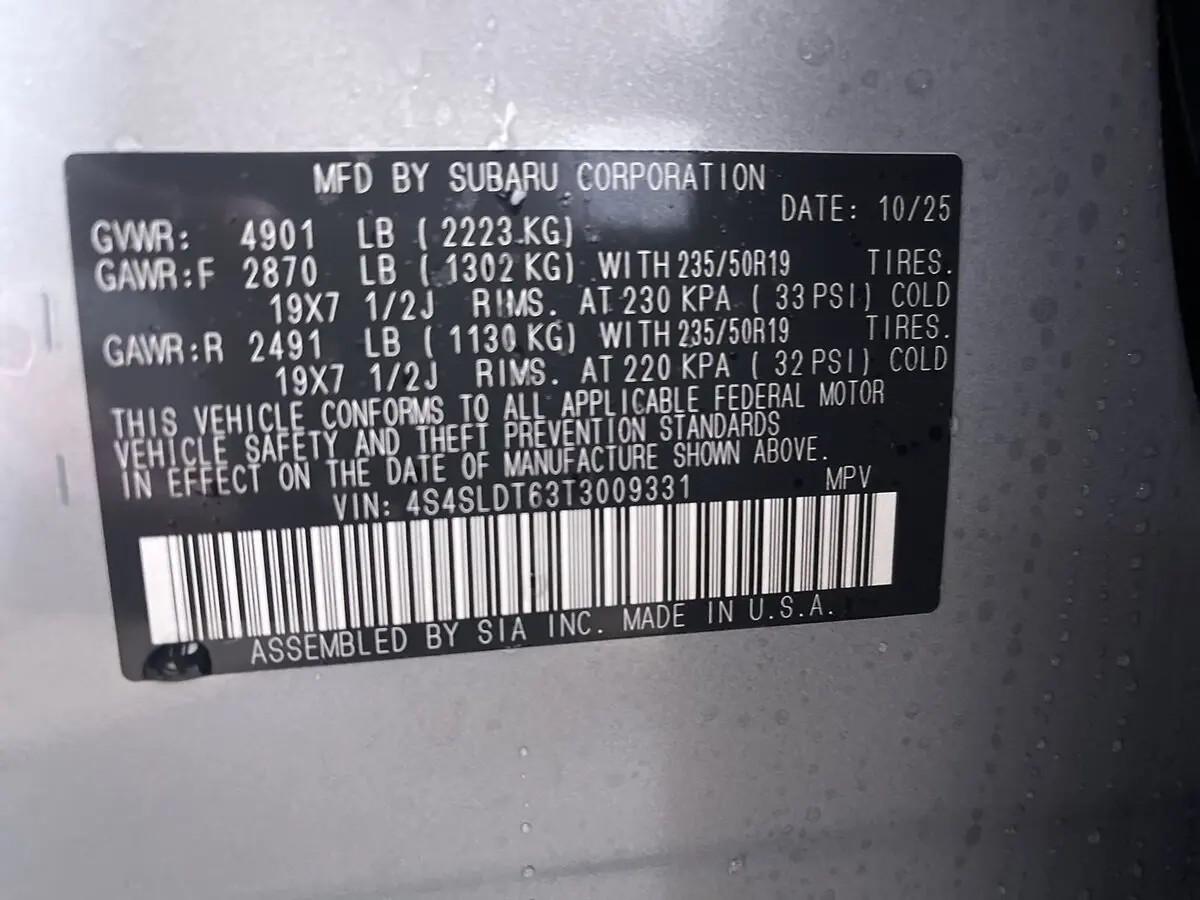 MFD BY SUBARU CORPORATION
DATE: 10/25
GVWR: 4901 LB ( 2223 KG)
GAWR:F 2870 LB ( 1302 KG) WITH 235/50R19 TIRES.
19X7 1/2J RIMS. AT 230 KPA ( 33 PSI) COLD
GAWR:R 2491 LB ( 1130 KG) WITH 235/50R19 TIRES.
19X7 1/2J RIMS. AT 220 KPA ( 32 PSI) COLD
THIS VEHICLE CONFORMS TO ALL APPLICABLE FEDERAL MOTOR
VEHICLE SAFETY AND THEFT PREVENTION STANDARDS
IN EFFECT ON THE DATE OF MANUFACTURE SHOWN ABOVE.
VIN: 4S4SLDT63T3009331 MPV
ASSEMBLED BY SIA INC. MADE IN U.S.A.